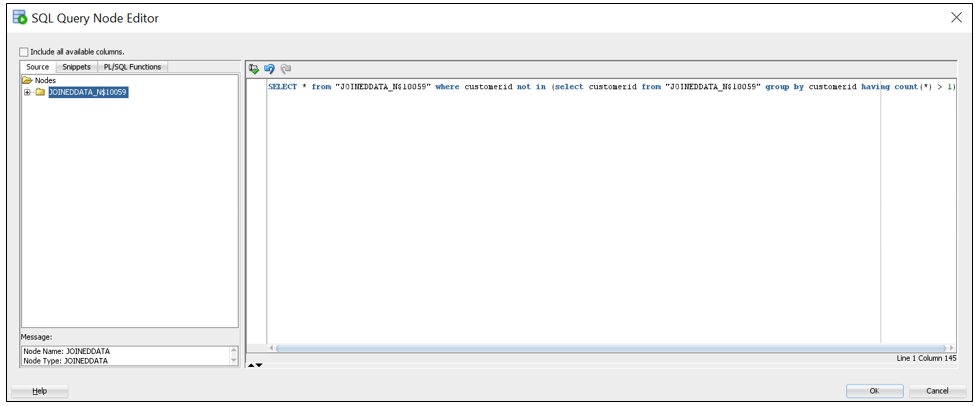 SQL Query Node Editor
Include all available columns.
Source Snippets PL/SQL Functions
Nodes
JOINEDDATA_N$10059
SELECT * from "JOINEDDATA_N$10059" where customerid not in (select customerid from "JOINEDDATA_N$10059" group by customerid having count(*) > 1)
Message:
Node Name: JOINEDDATA
Node Type: JOINEDDATA
Line 1 Column 145
Help OK Cancel